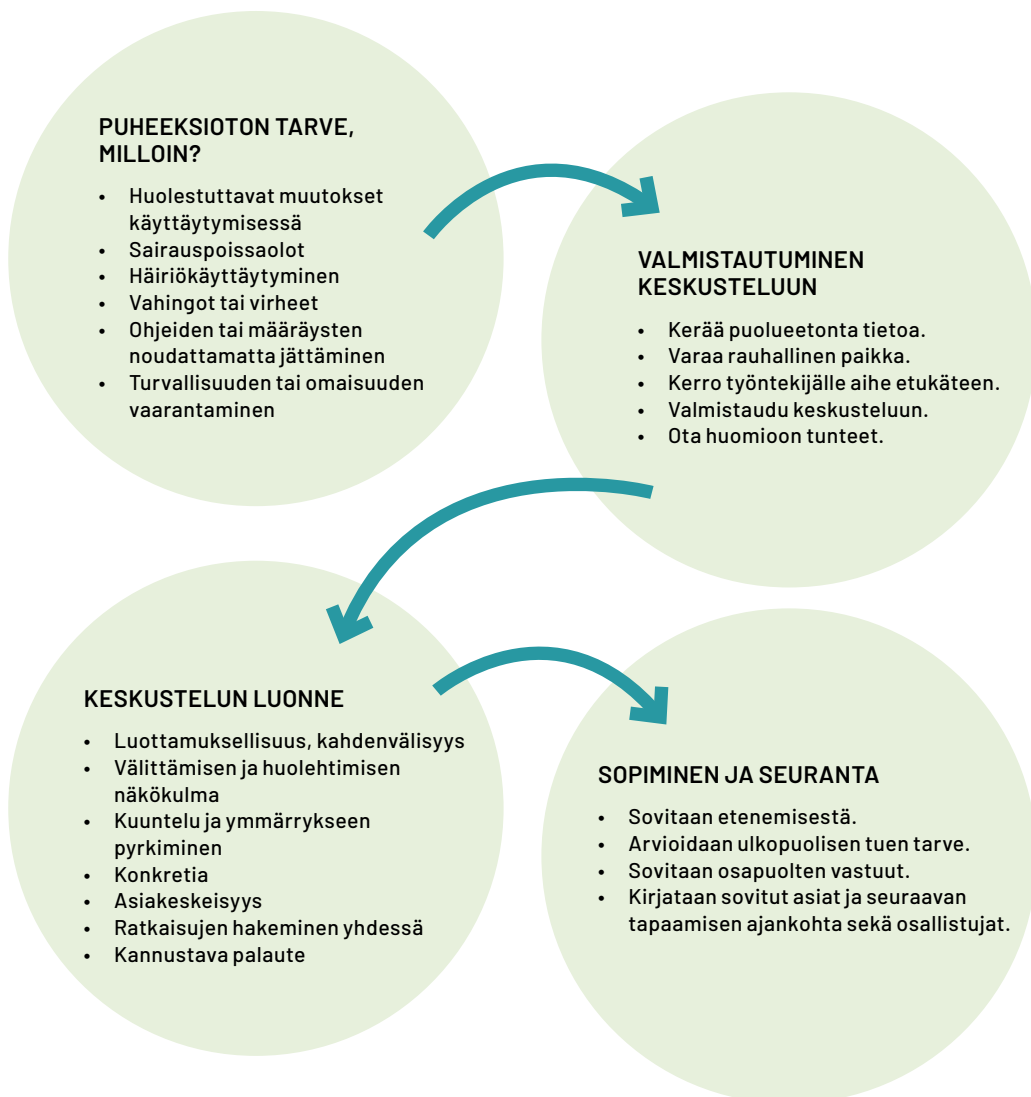 PUHEEKSIOTON TARVE,
MILLOIN?
• Huolestuttavat muutokset
käyttäytymisessä
• Sairauspoissaolot
• Häiriökäyttäytyminen
• Vahingot tai virheet
• Ohjeiden tai määräysten
noudattamatta jättäminen
• Turvallisuuden tai omaisuuden
vaarantaminen
VALMISTAUTUMINEN
KESKUSTELUUN
• Kerää puolueetonta tietoa.
• Varaa rauhallinen paikka.
• Kerro työntekijälle aihe etukäteen.
• Valmistaudu keskusteluun.
• Ota huomioon tunteet.
KESKUSTELUN LUONNE
• Luottamuksellisuus, kahdenvälisyys
• Välittämisen ja huolehtimisen
näkökulma
• Kuuntelu ja ymmärrykseen
pyrkiminen
• Konkretia
• Asiakeskeisyys
• Ratkaisujen hakeminen yhdessä
• Kannustava palaute
SOPIMINEN JA SEURANTA
• Sovitaan etenemisestä.
• Arvioidaan ulkopuolisen tuen tarve.
• Sovitaan osapuolten vastuut.
• Kirjataan sovitut asiat ja seuraavan
tapaamisen ajankohta sekä osallistujat.